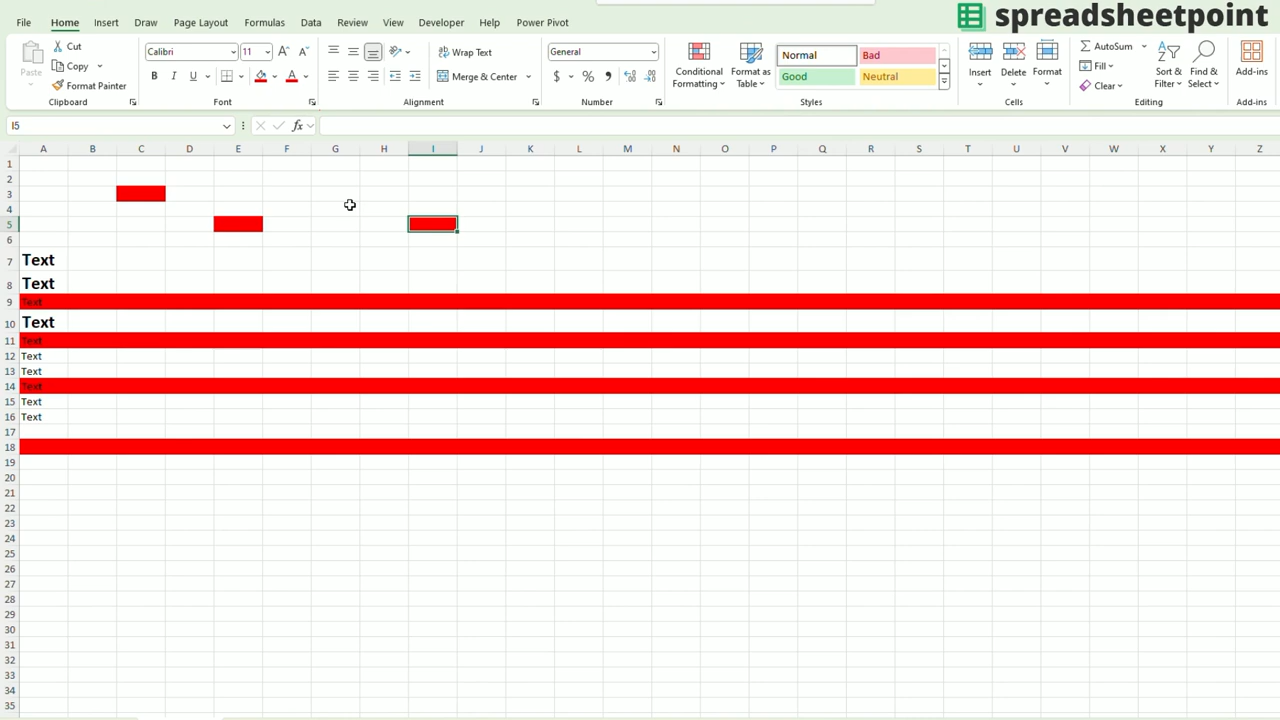 spreadsheetpoint
File Home Insert Draw Page Layout Formulas Data Review View Developer Help Power Pivot
Paste
Cut
Copy
Format Painter
Clipboard
Calibri 11 A A
B I U A
Font
ab
Wrap Text
Merge & Center
Alignment
General
$ % ,
Number
Conditional Formatting
Format as Table
Normal Bad
Good Neutral
Styles
Insert Delete Format
Cells
AutoSum
Fill
Clear
Sort & Filter
Find & Select
Editing
Add-ins
Add-ins
I5 fx
A B C D E F G H I J K L M N O P Q R S T U V W X Y Z
1
2
3
4
5
6
7 Text
8 Text
9 Text
10 Text
11 Text
12 Text
13 Text
14 Text
15 Text
16 Text
17
18
19
20
21
22
23
24
25
26
27
28
29
30
31
32
33
34
35